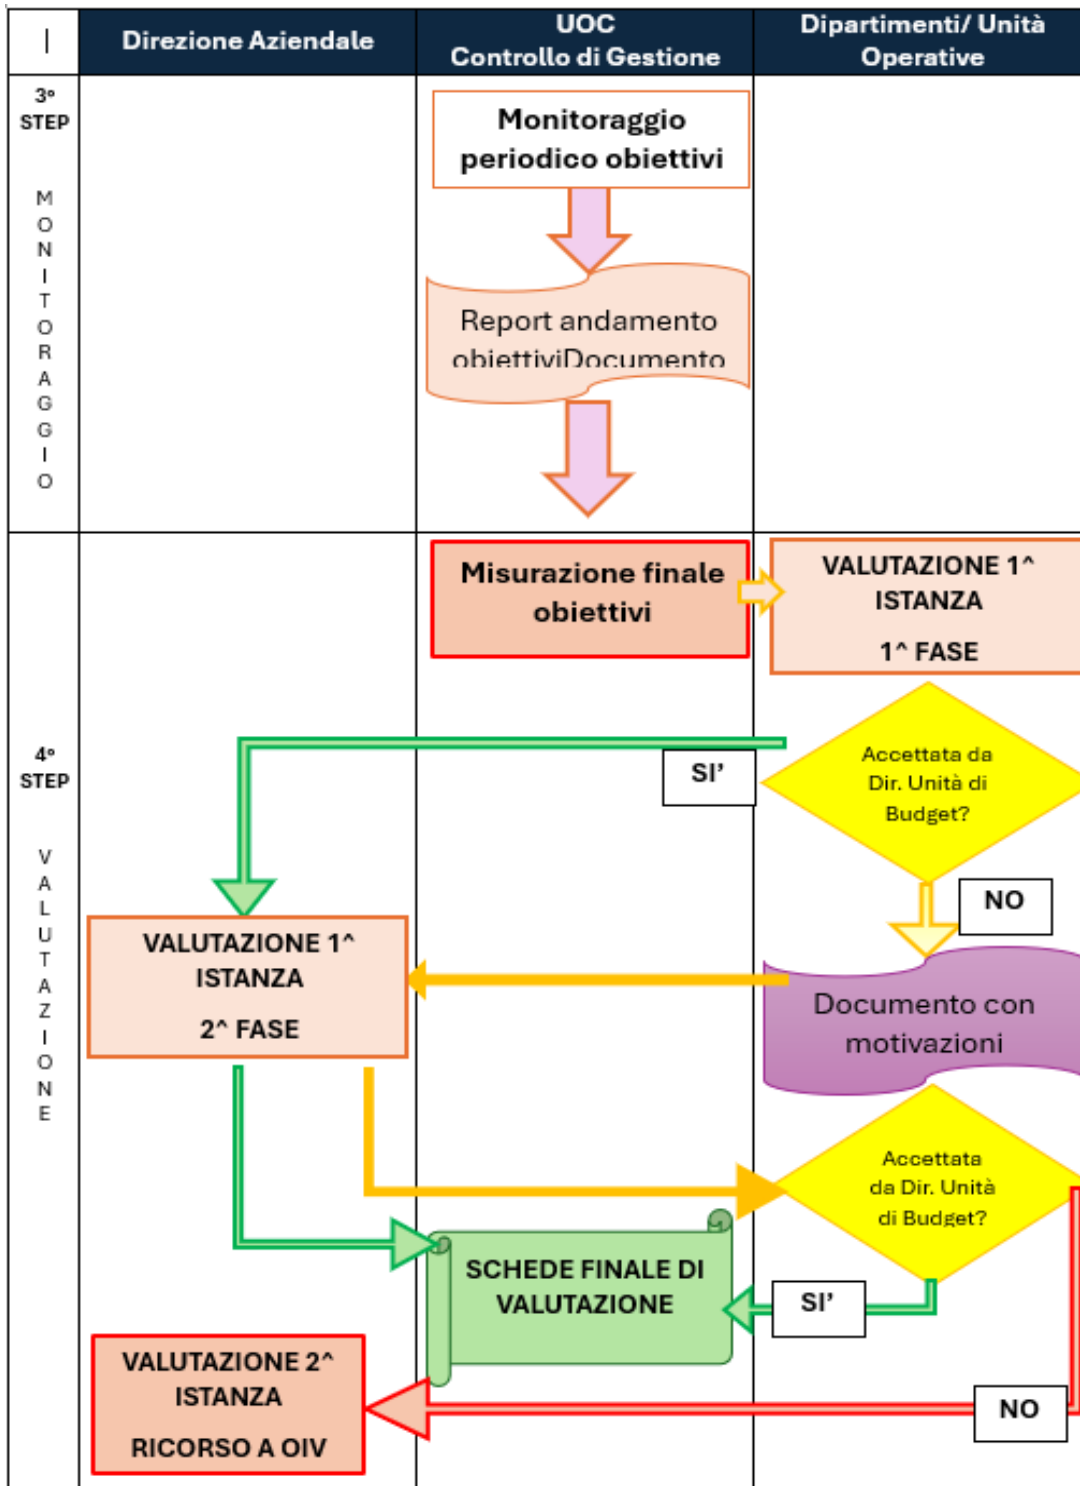 |
Direzione Aziendale
UOC
Controllo di Gestione
Dipartimenti/ Unità
Operative
3°
STEP
M
O
N
I
T
O
R
A
G
G
I
O
Monitoraggio
periodico obiettivi
Report andamento
obiettiviDocumento
4°
STEP
V
A
L
U
T
A
Z
I
O
N
E
Misurazione finale
obiettivi
VALUTAZIONE 1^
ISTANZA
1^ FASE
Accettata da
Dir. Unità di
Budget?
SI’
NO
VALUTAZIONE 1^
ISTANZA
2^ FASE
Documento con
motivazioni
Accettata
da Dir. Unità
di Budget?
SCHEDE FINALE DI
VALUTAZIONE
SI’
VALUTAZIONE 2^
ISTANZA
RICORSO A OIV
NO